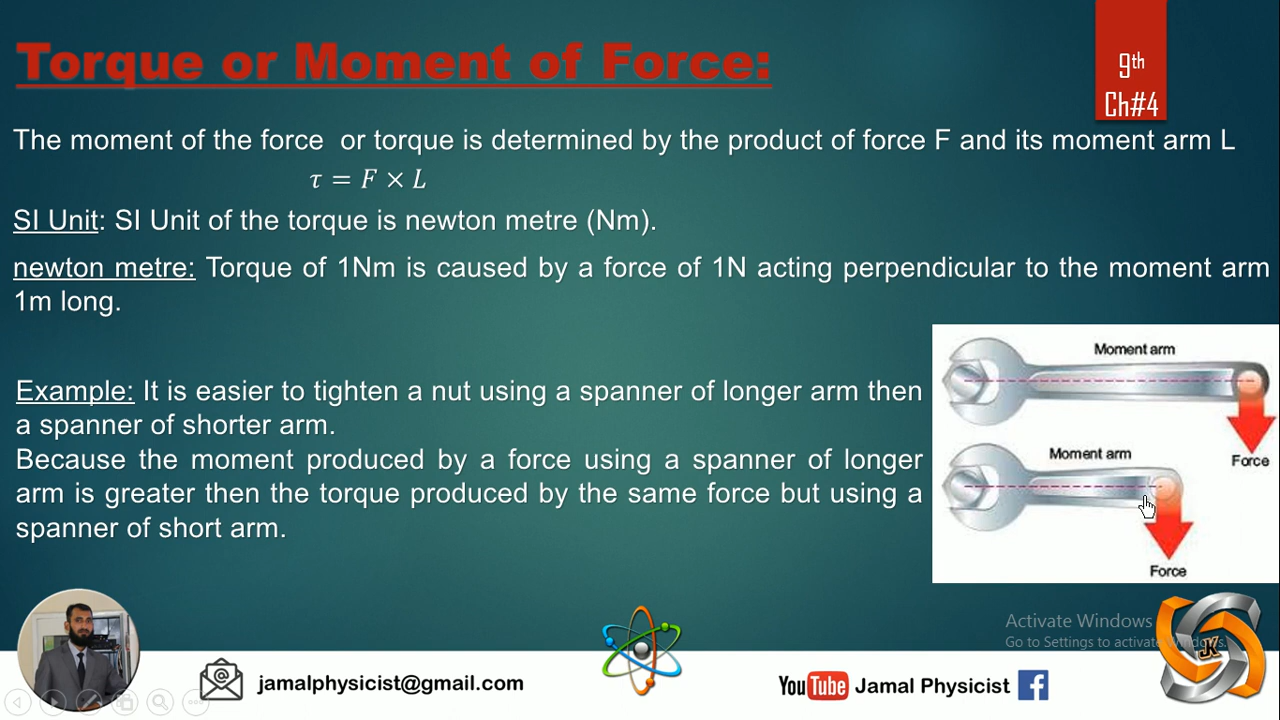 Torque or Moment of Force:
9th
Ch#4
The moment of the force or torque is determined by the product of force F and its moment arm L
τ = F × L
SI Unit: SI Unit of the torque is newton metre (Nm).
newton metre: Torque of 1Nm is caused by a force of 1N acting perpendicular to the moment arm
1m long.
Example: It is easier to tighten a nut using a spanner of longer arm then
a spanner of shorter arm.
Because the moment produced by a force using a spanner of longer
arm is greater then the torque produced by the same force but using a
spanner of short arm.
Moment arm
Force
Moment arm
Force
Activate Windows
Go to Settings to activate Windows.
JK
jamalphysicist@gmail.com
YouTube Jamal Physicist f